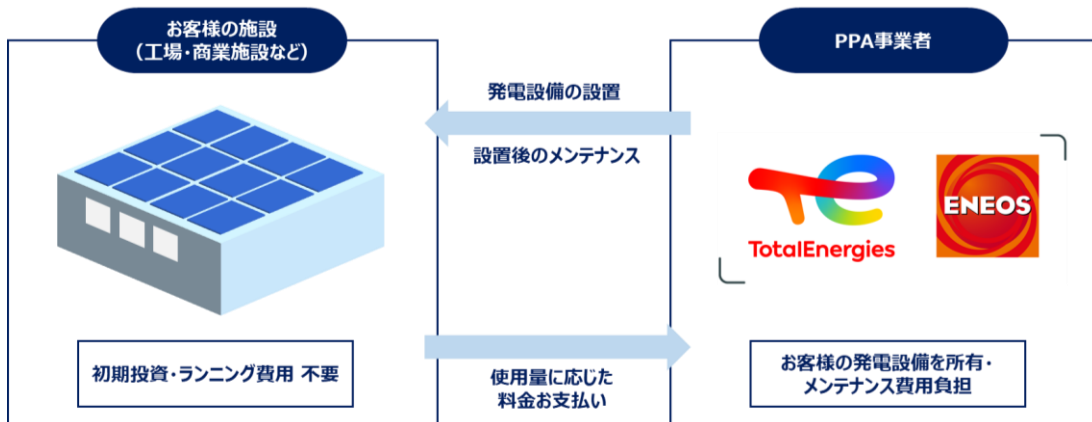 お客様の施設
（工場・商業施設など）
PPA事業者
発電設備の設置
設置後のメンテナンス
TotalEnergies
ENEOS
初期投資・ランニング費用 不要
使用量に応じた
料金お支払い
お客様の発電設備を所有・
メンテナンス費用負担